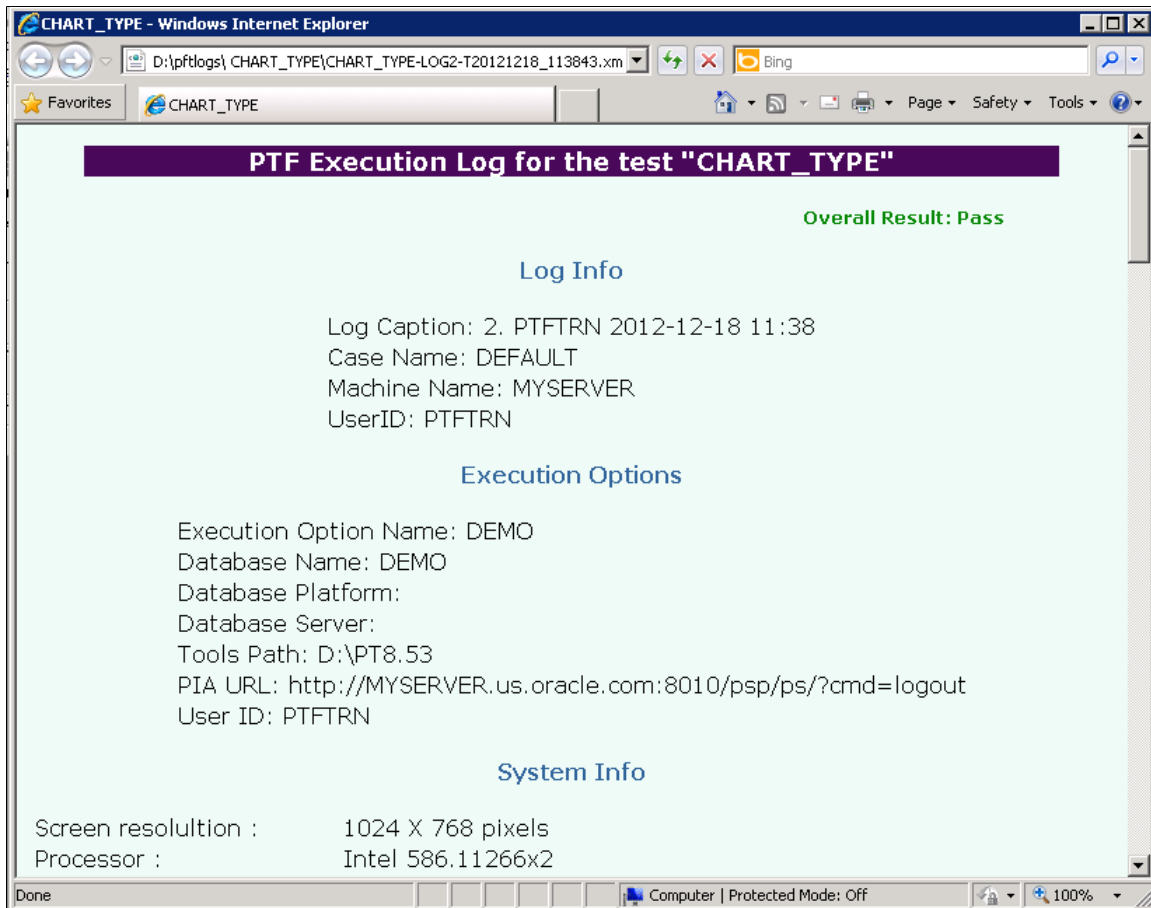 CHART_TYPE - Windows Internet Explorer
D:\pftlogs\ CHART_TYPE\CHART_TYPE-LOG2-T20121218_113843.xm
Bing
Favorites
CHART_TYPE
Page
Safety
Tools
PTF Execution Log for the test "CHART_TYPE"
Overall Result: Pass
Log Info
Log Caption: 2. PTFTRN 2012-12-18 11:38
Case Name: DEFAULT
Machine Name: MYSERVER
UserID: PTFTRN
Execution Options
Execution Option Name: DEMO
Database Name: DEMO
Database Platform:
Database Server:
Tools Path: D:\PT8.53
PIA URL: http://MYSERVER.us.oracle.com:8010/psp/ps/?cmd=logout
User ID: PTFTRN
System Info
Screen resolultion : 1024 X 768 pixels
Processor : Intel 586.11266x2
Done
Computer | Protected Mode: Off
100%